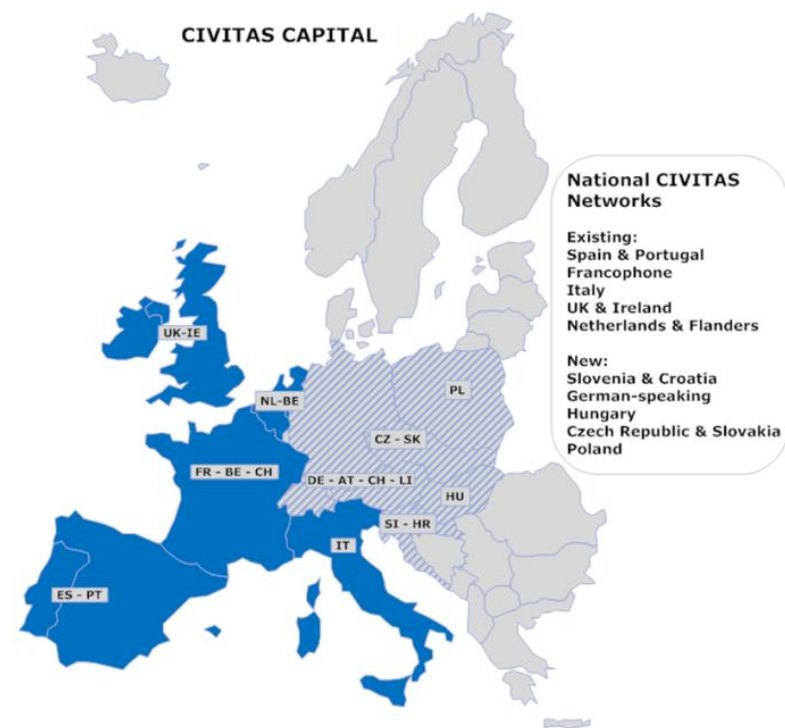 CIVITAS CAPITAL
National CIVITAS
Networks
Existing:
Spain & Portugal
Francophone
Italy
UK & Ireland
Netherlands & Flanders
New:
Slovenia & Croatia
German-speaking
Hungary
Czech Republic & Slovakia
Poland
UK-IE
NL-BE
PL
CZ - SK
FR - BE - CH
DE - AT - CH - LI
HU
SI - HR
IT
ES - PT